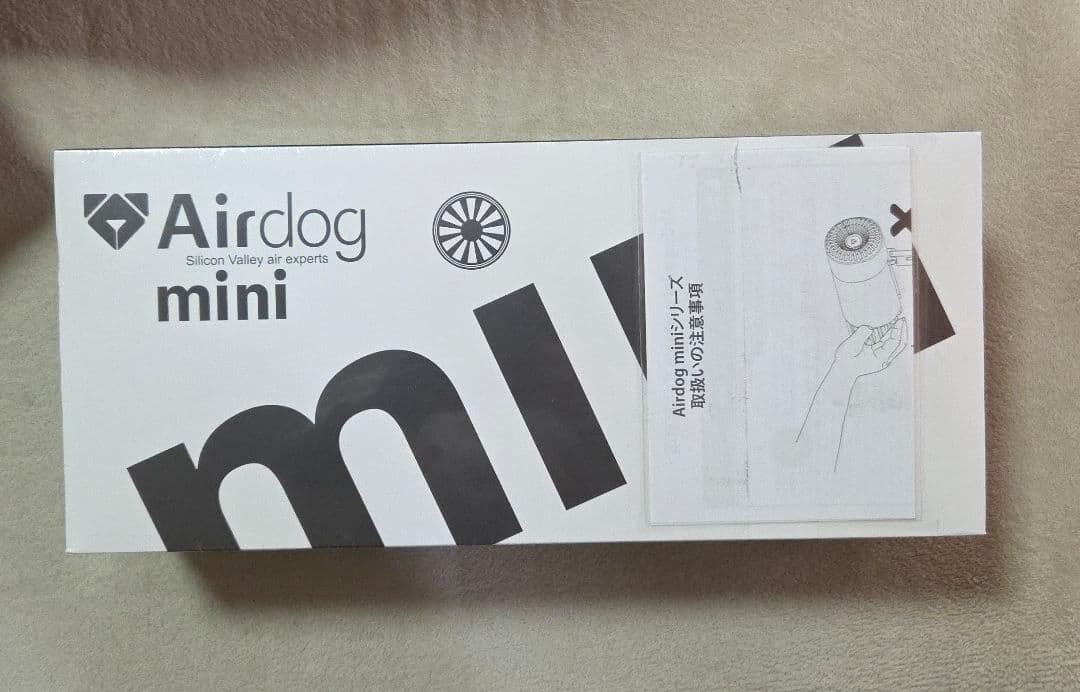 Airdog
Silicon Valley air experts
mini
mini
Airdog miniシリーズ
取扱いの注意事項